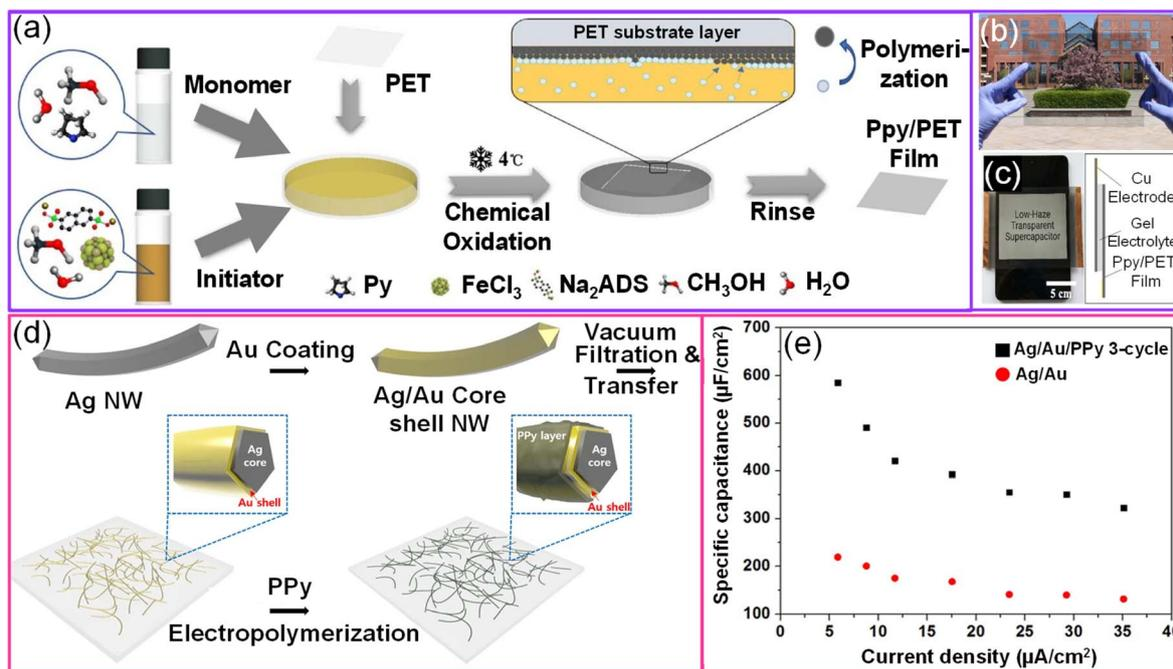 (a)
Monomer
PET
PET substrate layer
Polymeri-
zation
4℃
Chemical
Oxidation
Rinse
Ppy/PET
Film
Initiator
Py
FeCl3
Na2ADS
CH3OH
H2O
(b)
(c)
Low-Haze
Transparent
Supercapacitor
5 cm
Cu
Electrode
Gel
Electrolyte
Ppy/PET
Film
(d)
Ag NW
Au Coating
Ag/Au Core
shell NW
Vacuum
Filtration &
Transfer
Ag
core
Au shell
PPy layer
Ag
core
Au shell
PPy
Electropolymerization
(e)
Ag/Au/PPy 3-cycle
Ag/Au
Specific capacitance (µF/cm2)
700
600
500
400
300
200
100
0 5 10 15 20 25 30 35 40
Current density (µA/cm2)